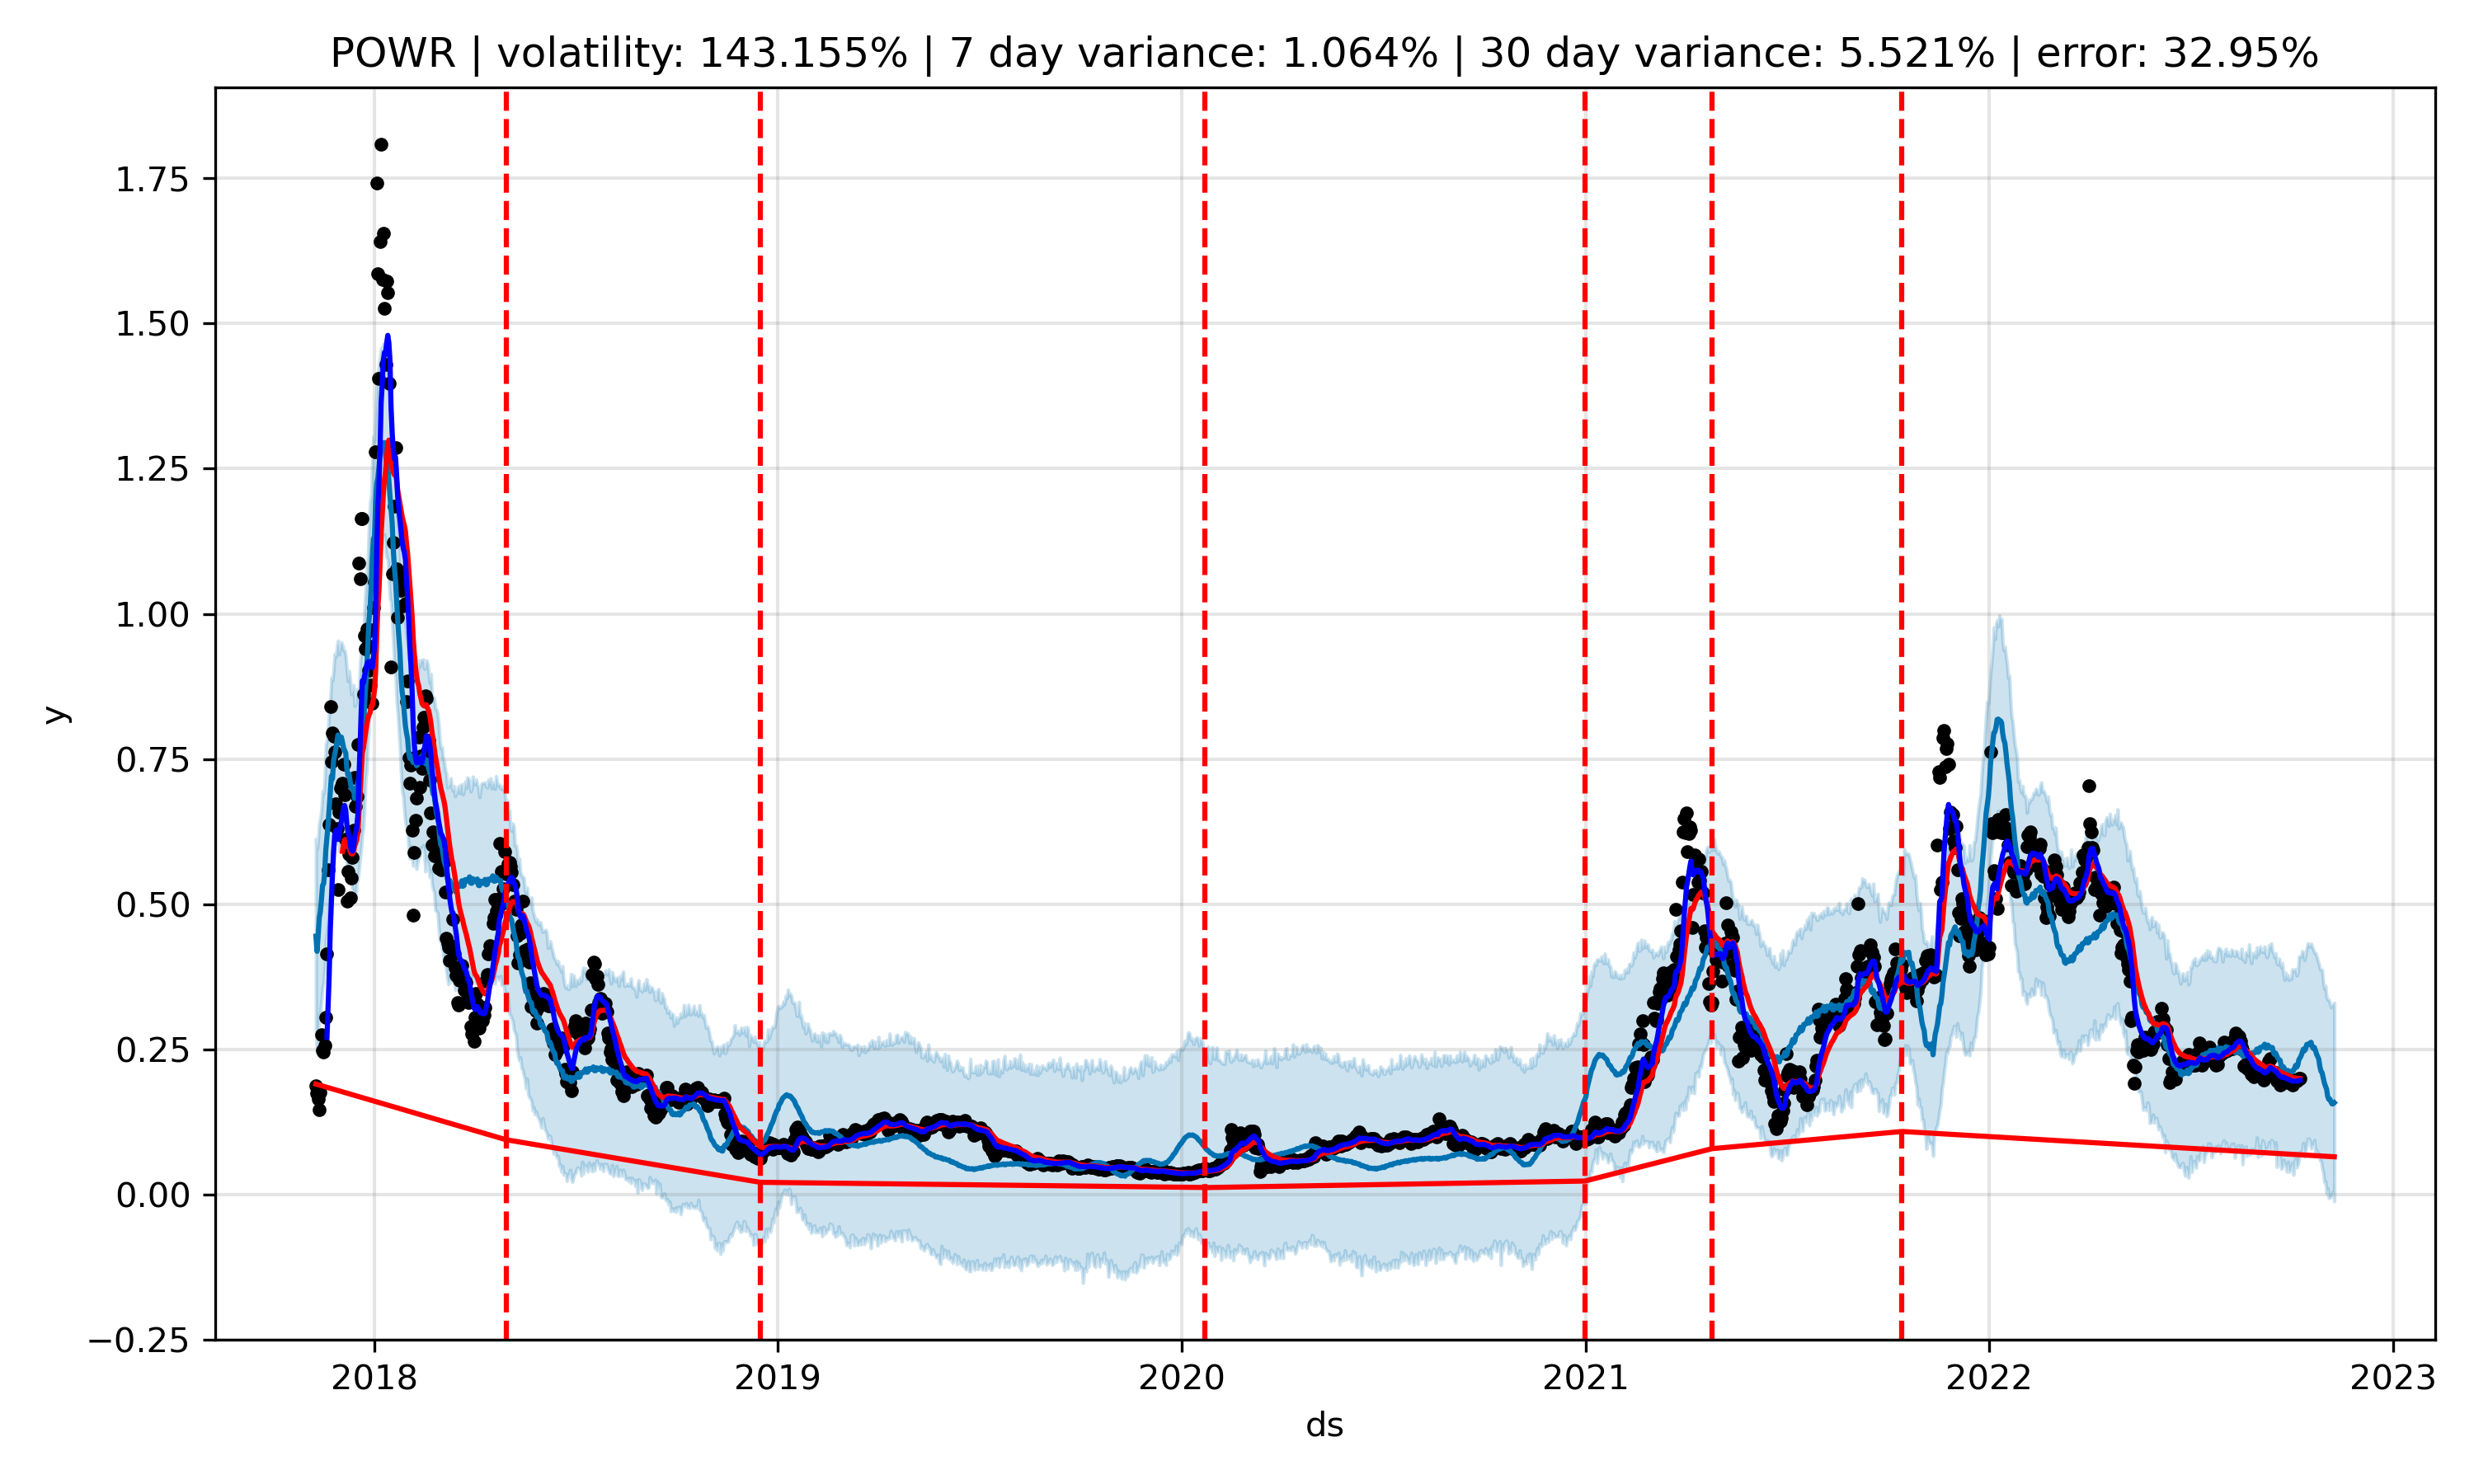 POWR | volatility: 143.155% | 7 day variance: 1.064% | 30 day variance: 5.521% | error: 32.95%
1.75
1.50
1.25
1.00
0.75
0.50
0.25
0.00
−0.25
y
2018 2019 2020 2021 2022 2023
ds